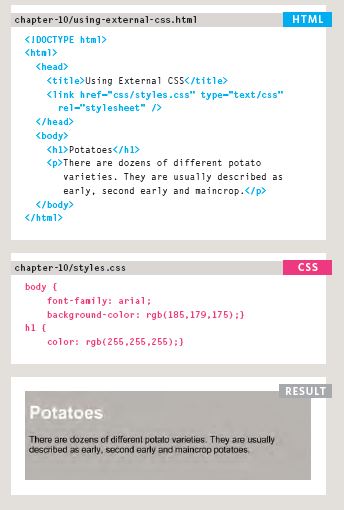 chapter-10/using-external-css.html HTML
<!DOCTYPE html>
<html>
<head>
<title>Using External CSS</title>
<link href="css/styles.css" type="text/css"
rel="stylesheet" />
</head>
<body>
<h1>Potatoes</h1>
<p>There are dozens of different potato
varieties. They are usually described as
early, second early and maincrop.</p>
</body>
</html>
chapter-10/styles.css CSS
body {
font-family: arial;
background-color: rgb(185,179,175);}
h1 {
color: rgb(255,255,255);}
RESULT
Potatoes
There are dozens of different potato varieties. They are usually
described as early, second early and maincrop potatoes.